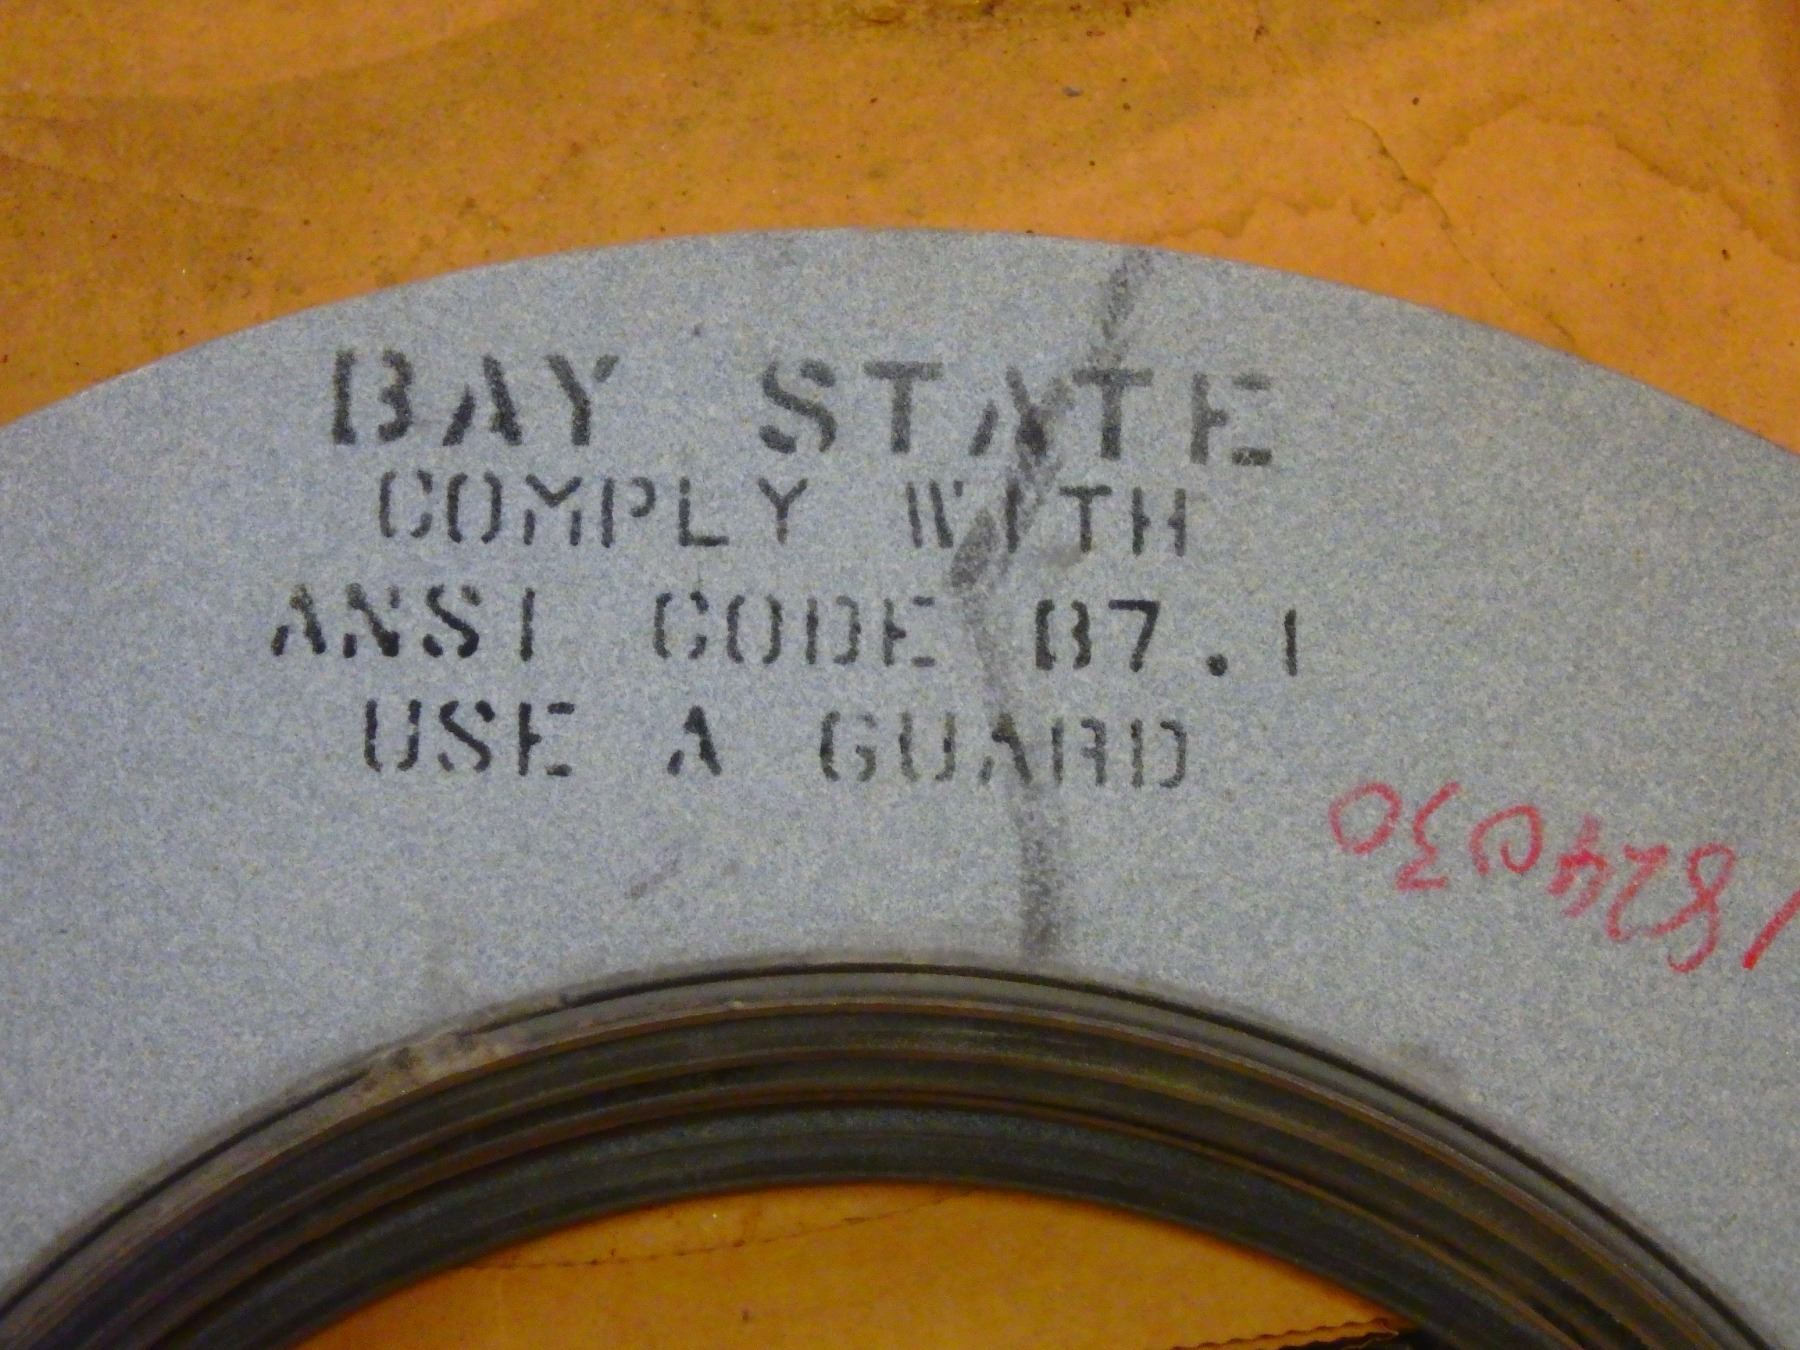 BAY STATE
COMPLY WITH
ANSI CODE B7.1
USE A GUARD
1824030